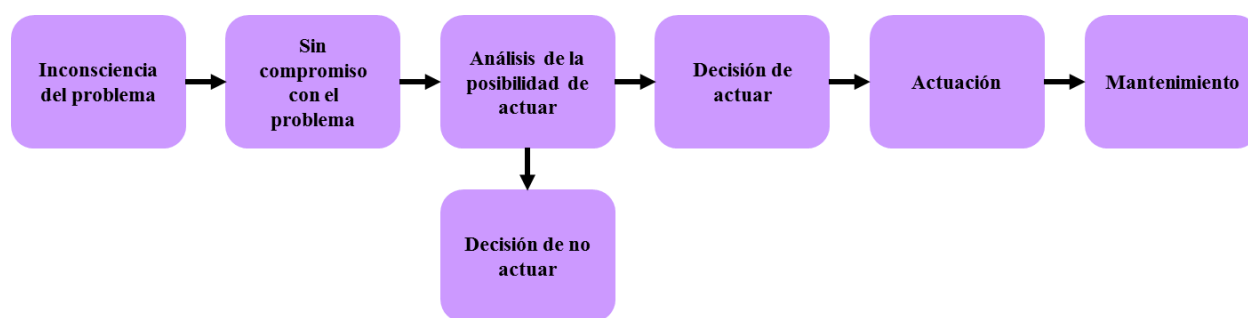 Inconsciencia
del problema
Sin
compromiso
con el
problema
Análisis de la
posibilidad de
actuar
Decisión de
actuar
Actuación
Mantenimiento
Decisión de no
actuar